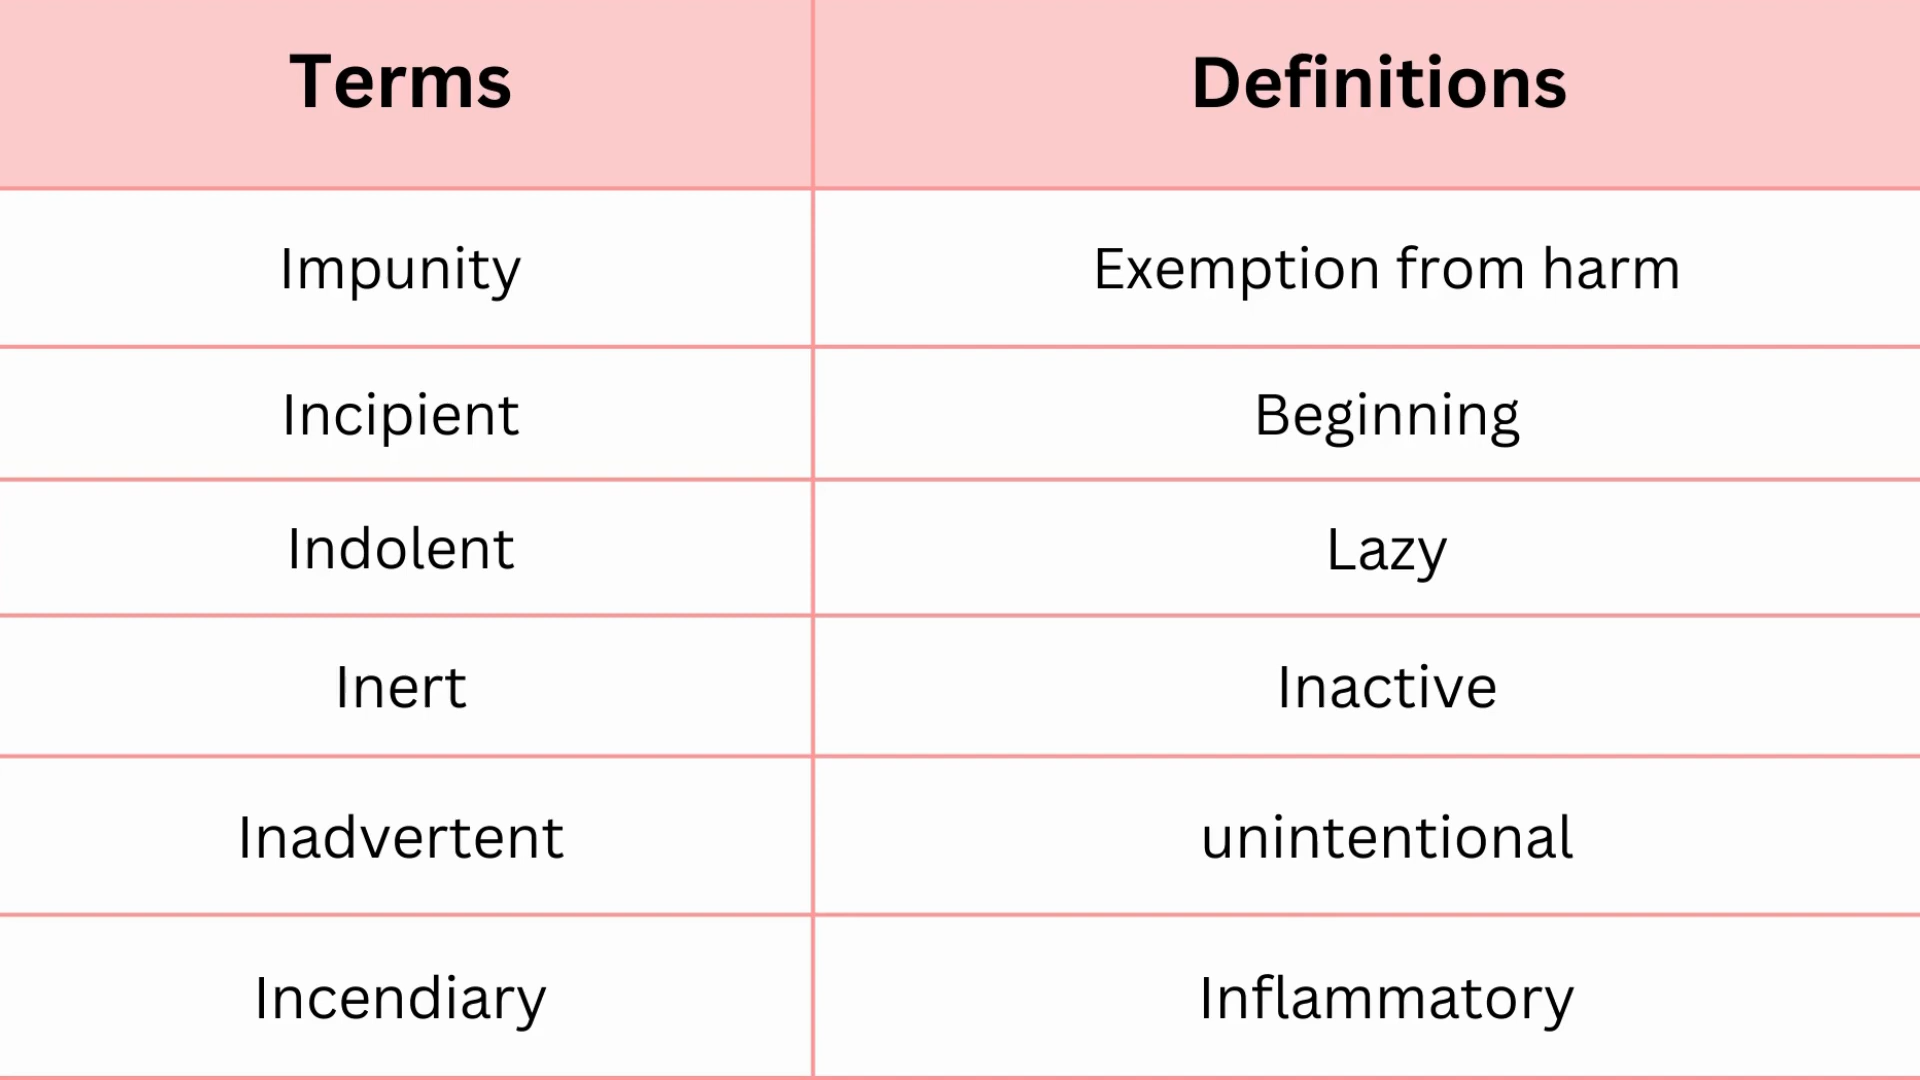 Terms Definitions
Impunity Exemption from harm
Incipient Beginning
Indolent Lazy
Inert Inactive
Inadvertent unintentional
Incendiary Inflammatory